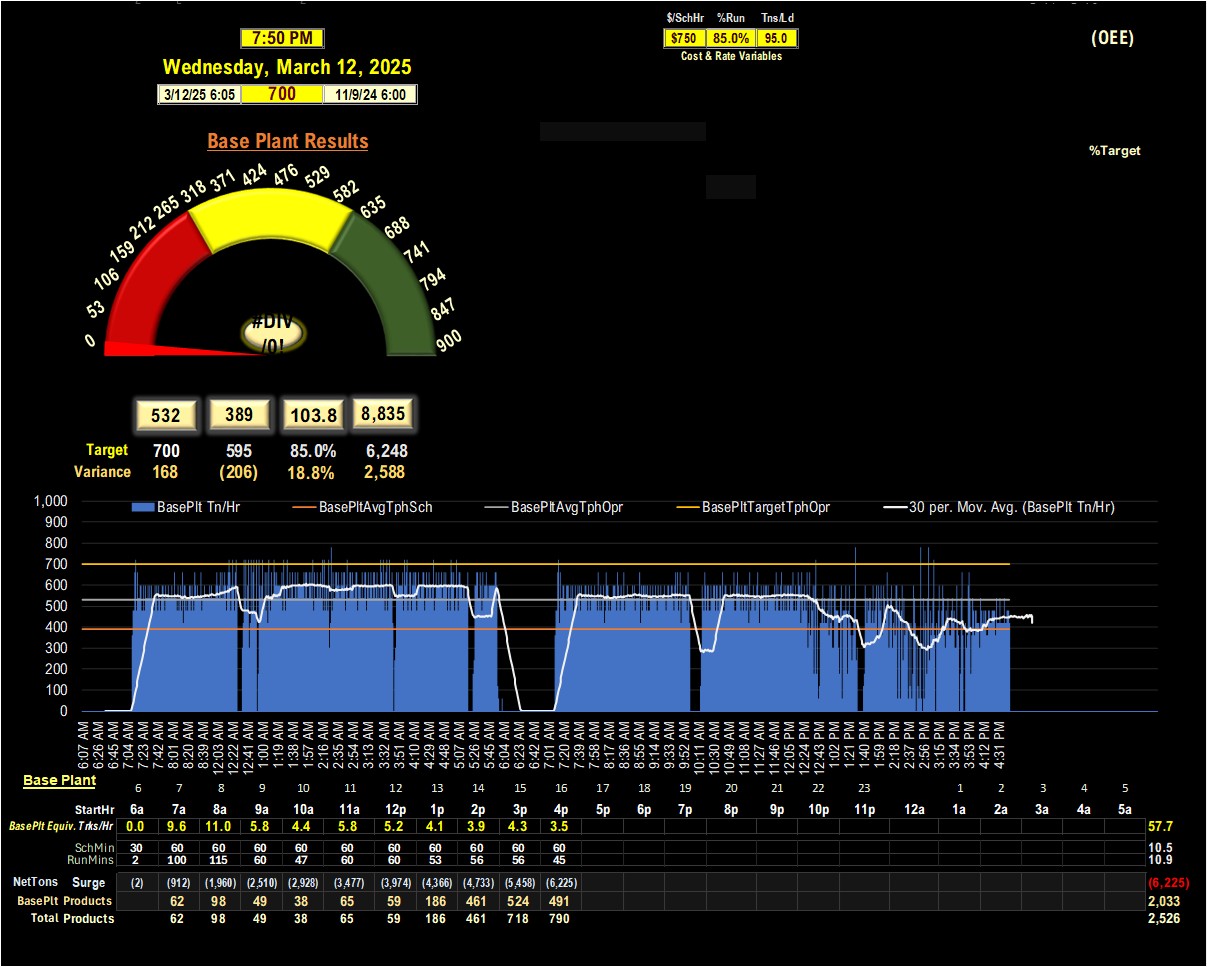 $/SchHr %Run Tns/Ld
7:50 PM
$750 85.0% 95.0
(OEE)
Cost & Rate Variables
Wednesday, March 12, 2025
3/12/25 6:05 700 11/9/24 6:00
Base Plant Results
%Target
0 53 106 159 212 265 318 371 424 476 529 582 635 688 741 794 847 900
#DIV
/0!
532 389 103.8 8,835
Target 700 595 85.0% 6,248
Variance 168 (206) 18.8% 2,588
BasePlt Tn/Hr BasePltAvgTphSch BasePltAvgTphOpr BasePltTargetTphOpr 30 per. Mov. Avg. (BasePlt Tn/Hr)
1,000
900
800
700
600
500
400
300
200
100
0
6:07 AM 6:26 AM 6:45 AM 7:04 AM 7:23 AM 7:42 AM 8:01 AM 8:20 AM 8:39 AM 12:03 AM 12:22 AM 12:41 AM 1:00 AM 1:19 AM 1:38 AM 1:57 AM 2:16 AM 2:35 AM 2:54 AM 3:13 AM 3:32 AM 3:51 AM 4:10 AM 4:29 AM 4:48 AM 5:07 AM 5:26 AM 5:45 AM 6:04 AM 6:23 AM 6:42 AM 7:01 AM 7:20 AM 7:39 AM 7:58 AM 8:17 AM 8:36 AM 8:55 AM 9:14 AM 9:33 AM 9:52 AM 10:11 AM 10:30 AM 10:49 AM 11:08 AM 11:27 AM 11:46 AM 12:05 PM 12:24 PM 12:43 PM 1:02 PM 1:21 PM 1:40 PM 1:59 PM 2:18 PM 2:37 PM 2:56 PM 3:15 PM 3:34 PM 3:53 PM 4:12 PM 4:31 PM
Base Plant
6 7 8 9 10 11 12 13 14 15 16 17 18 19 20 21 22 23 1 2 3 4 5
StartHr 6a 7a 8a 9a 10a 11a 12p 1p 2p 3p 4p 5p 6p 7p 8p 9p 10p 11p 12a 1a 2a 3a 4a 5a
BasePlt Equiv. Trks/Hr 0.0 9.6 11.0 5.8 4.4 5.8 5.2 4.1 3.9 4.3 3.5 57.7
SchMin 30 60 60 60 60 60 60 60 60 60 60 10.5
RunMins 2 100 115 60 47 60 60 53 56 56 45 10.9
NetTons Surge (2) (912) (1,960) (2,510) (2,928) (3,477) (3,974) (4,366) (4,733) (5,458) (6,225) (6,225)
BasePlt Products 62 98 49 38 65 59 186 461 524 491 2,033
Total Products 62 98 49 38 65 59 186 461 718 790 2,526